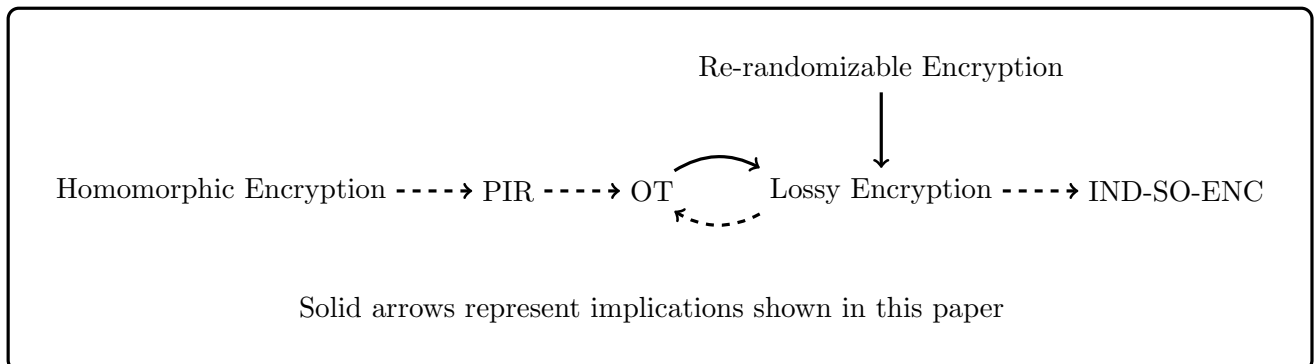 Re-randomizable Encryption
Homomorphic Encryption PIR OT Lossy Encryption IND-SO-ENC
Solid arrows represent implications shown in this paper